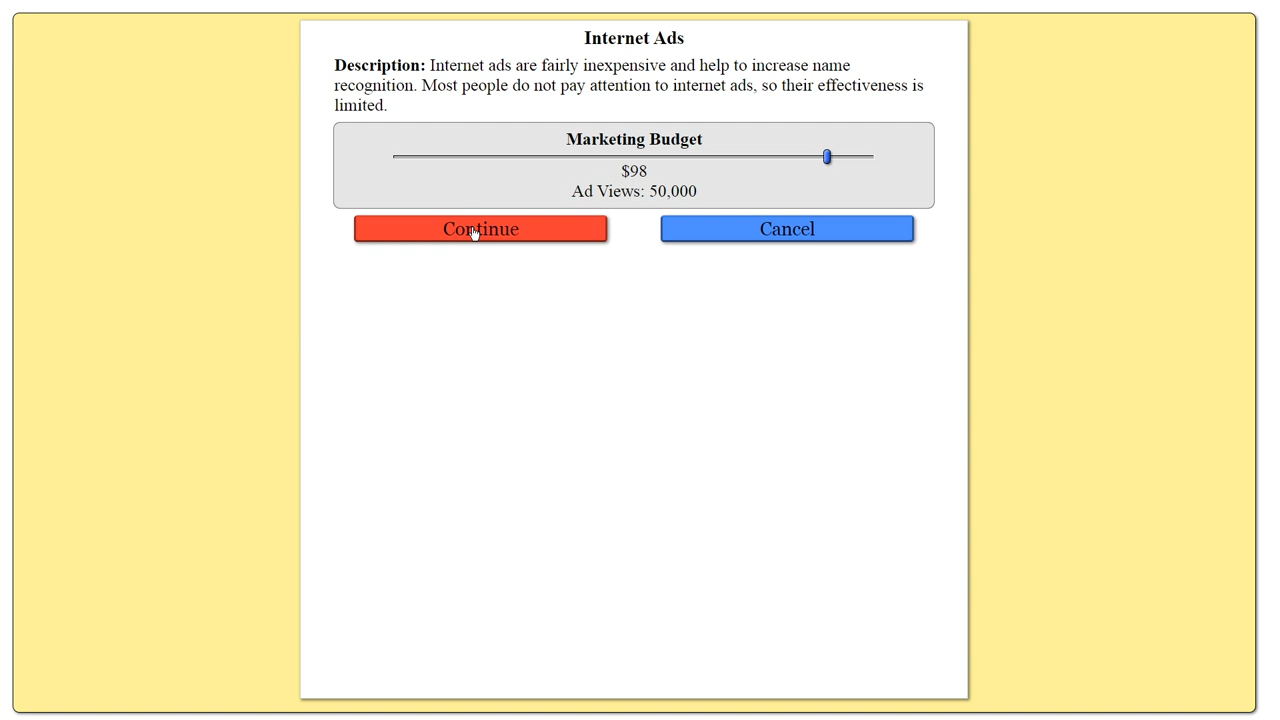 Internet Ads
Description: Internet ads are fairly inexpensive and help to increase name
recognition. Most people do not pay attention to internet ads, so their effectiveness is
limited.
Marketing Budget
$98
Ad Views: 50,000
Continue
Cancel